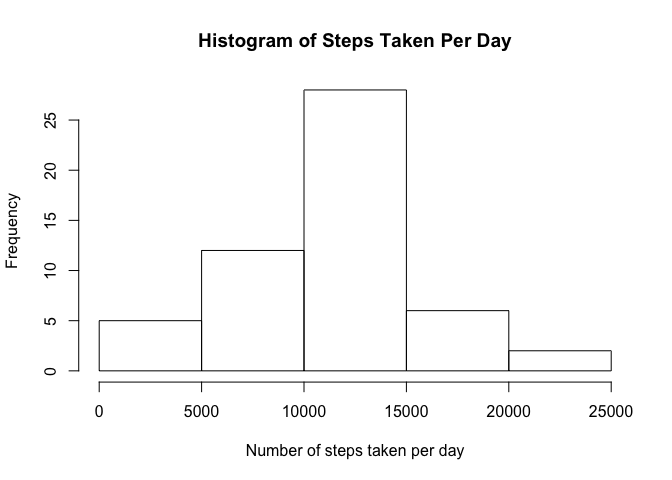 Histogram of Steps Taken Per Day
Frequency
25
20
15
10
5
0
0 5000 10000 15000 20000 25000
Number of steps taken per day